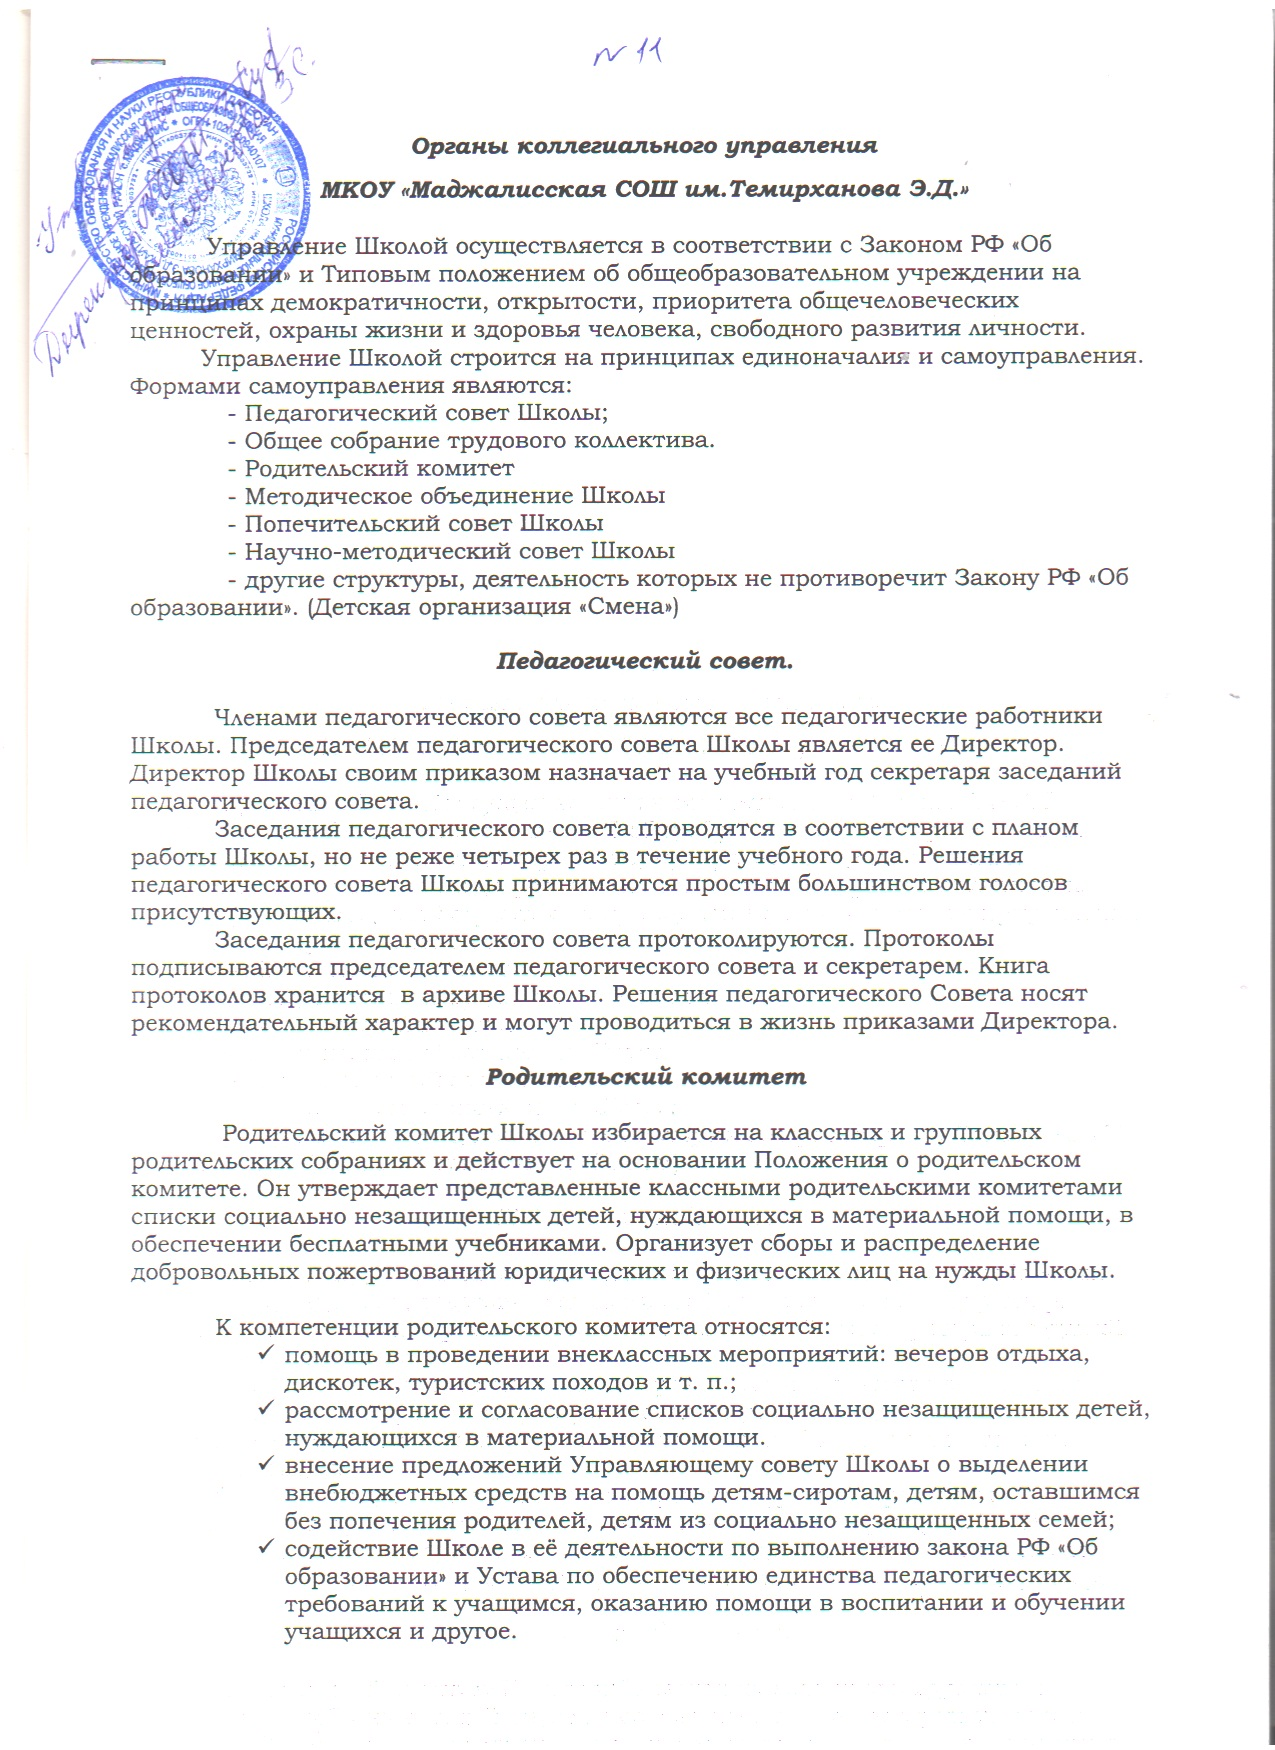 N 11
Органы коллегиального управления
МКОУ «Маджалисская СОШ им.Темирханова Э.Д.»
Управление Школой осуществляется в соответствии с Законом РФ «Об
образовании» и Типовым положением об общеобразовательном учреждении на
принципах демократичности, открытости, приоритета общечеловеческих
ценностей, охраны жизни и здоровья человека, свободного развития личности.
Управление Школой строится на принципах единоначалия и самоуправления.
Формами самоуправления являются:
- Педагогический совет Школы;
- Общее собрание трудового коллектива.
- Родительский комитет
- Методическое объединение Школы
- Попечительский совет Школы
- Научно-методический совет Школы
- другие структуры, деятельность которых не противоречит Закону РФ «Об
образовании». (Детская организация «Смена»)
Педагогический совет.
Членами педагогического совета являются все педагогические работники
Школы. Председателем педагогического совета Школы является ее Директор.
Директор Школы своим приказом назначает на учебный год секретаря заседаний
педагогического совета.
Заседания педагогического совета проводятся в соответствии с планом
работы Школы, но не реже четырех раз в течение учебного года. Решения
педагогического совета Школы принимаются простым большинством голосов
присутствующих.
Заседания педагогического совета протоколируются. Протоколы
подписываются председателем педагогического совета и секретарем. Книга
протоколов хранится  в архиве Школы. Решения педагогического Совета носят
рекомендательный характер и могут проводиться в жизнь приказами Директора.
Родительский комитет
Родительский комитет Школы избирается на классных и групповых
родительских собраниях и действует на основании Положения о родительском
комитете. Он утверждает представленные классными родительскими комитетами
списки социально незащищенных детей, нуждающихся в материальной помощи, в
обеспечении бесплатными учебниками. Организует сборы и распределение
добровольных пожертвований юридических и физических лиц на нужды Школы.
К компетенции родительского комитета относятся:
✓ помощь в проведении внеклассных мероприятий: вечеров отдыха,
дискотек, туристских походов и т. п.;
✓ рассмотрение и согласование списков социально незащищенных детей,
нуждающихся в материальной помощи.
✓ внесение предложений Управляющему совету Школы о выделении
внебюджетных средств на помощь детям-сиротам, детям, оставшимся
без попечения родителей, детям из социально незащищенных семей;
✓ содействие Школе в её деятельности по выполнению закона РФ «Об
образовании» и Устава по обеспечению единства педагогических
требований к учащимся, оказанию помощи в воспитании и обучении
учащихся и другое.